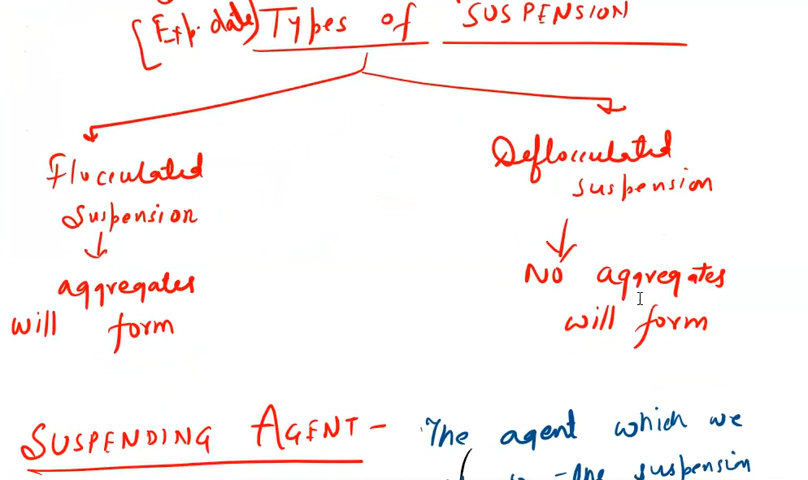 [Exp. date) Types of SUSPENSION
Flocculated
Suspension
Deflocculated
suspension
aggregates
will form
NO aggregates
will form
SUSPENDING AGENT - The agent which we
the suspension